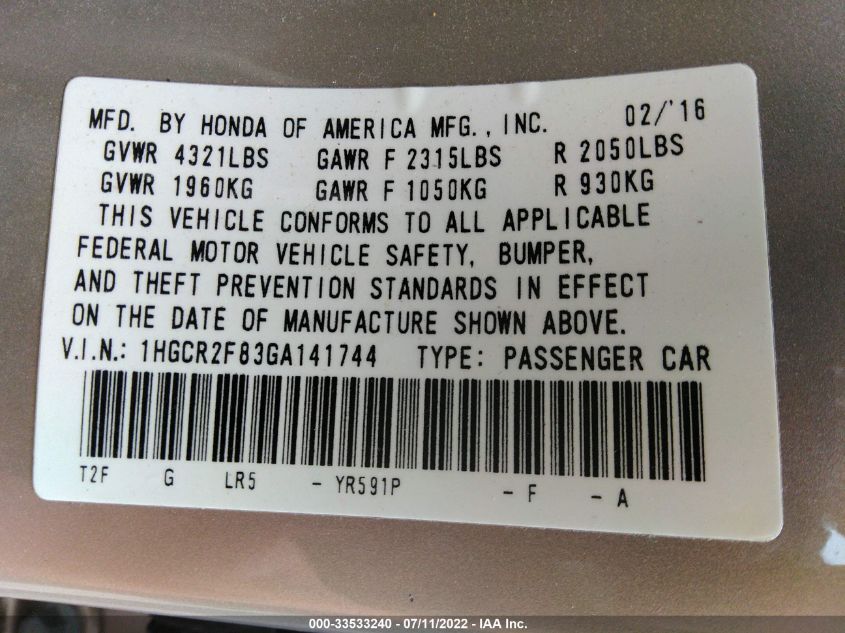 MFD. BY HONDA OF AMERICA MFG., INC. 02/'16
GVWR 4321LBS GAWR F 2315LBS R 2050LBS
GVWR 1960KG GAWR F 1050KG R 930KG
THIS VEHICLE CONFORMS TO ALL APPLICABLE
FEDERAL MOTOR VEHICLE SAFETY, BUMPER,
AND THEFT PREVENTION STANDARDS IN EFFECT
ON THE DATE OF MANUFACTURE SHOWN ABOVE.
V.I.N.: 1HGCR2F83GA141744 TYPE: PASSENGER CAR
T2F G LR5 - YR591P - F - A
000-33533240 - 07/11/2022 - IAA Inc.